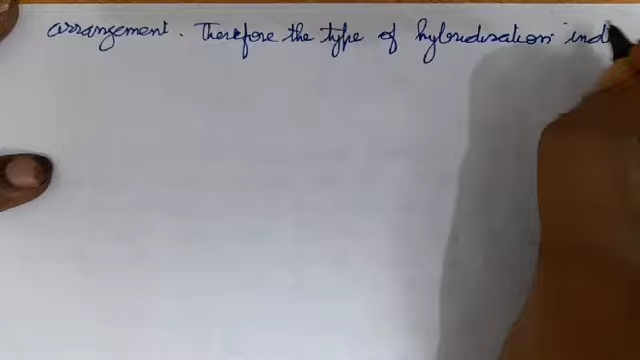 arrangement. Therefore the type of hybridisation ind